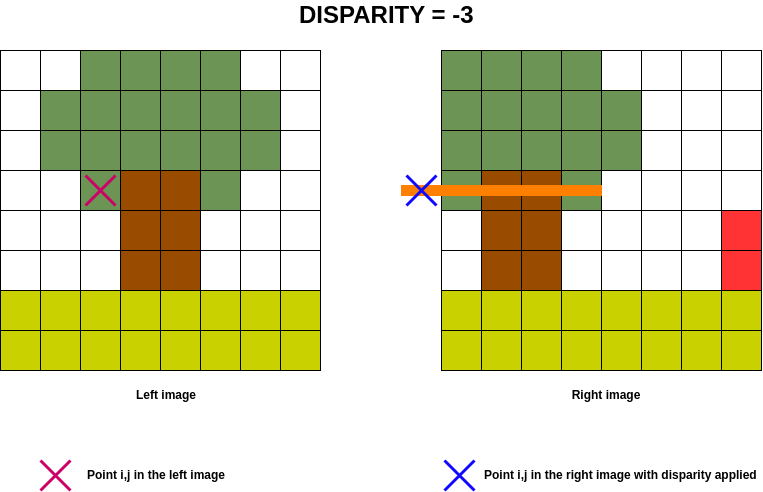 DISPARITY = -3
Left image
Right image
Point i,j in the left image
Point i,j in the right image with disparity applied